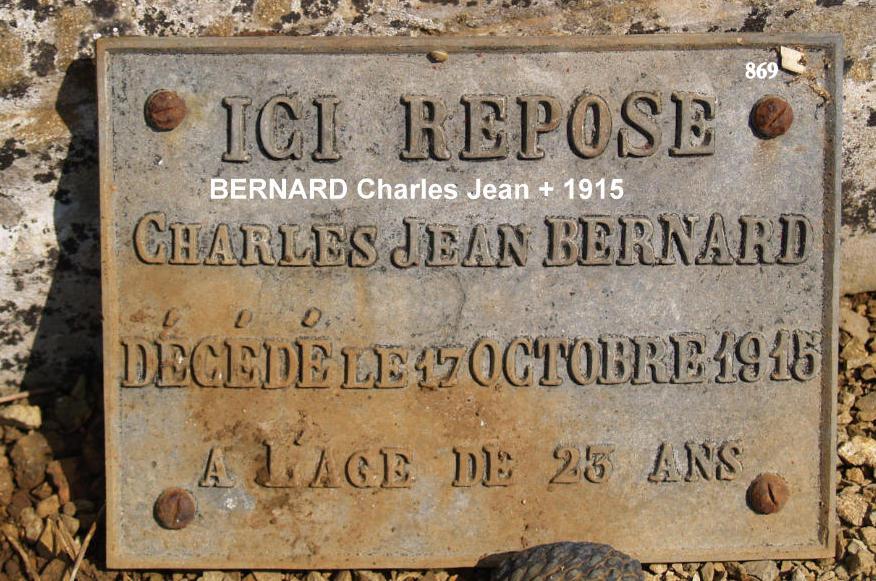 869
ICI REPOSE
BERNARD Charles Jean + 1915
CHARLES JEAN BERNARD
DÉCÉDÉ LE 17 OCTOBRE 1915
A L'AGE DE 23 ANS